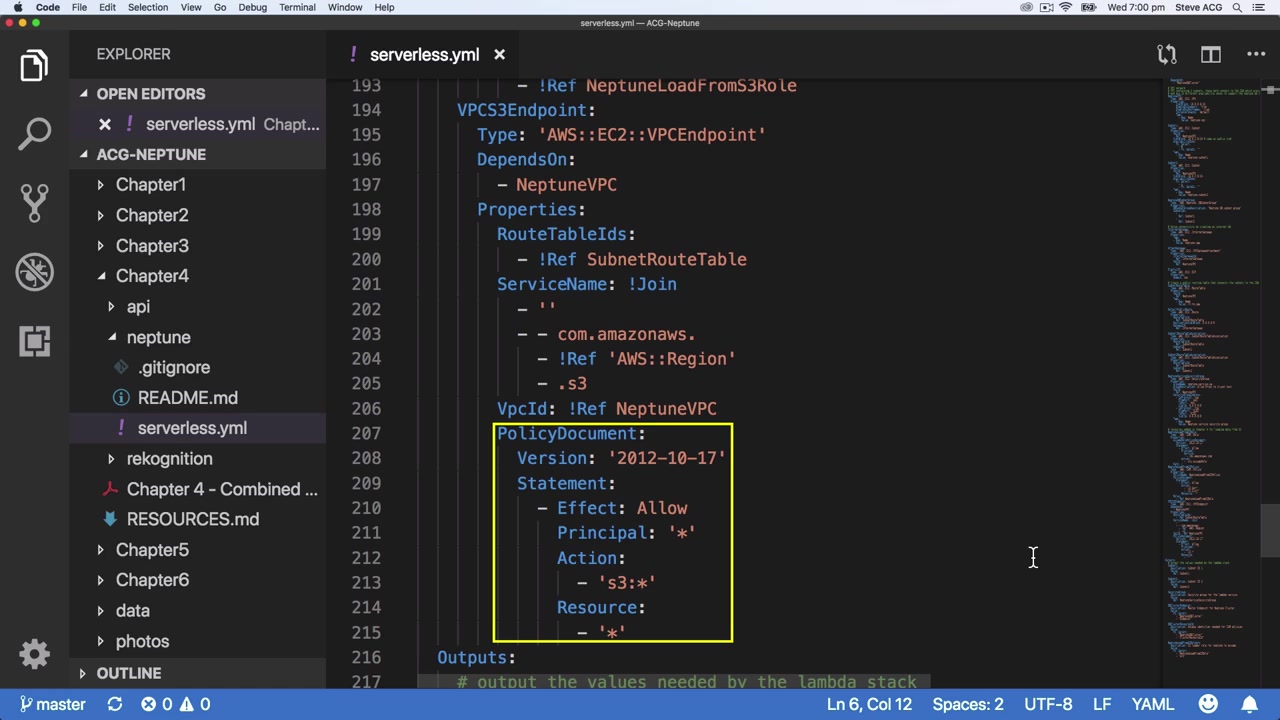 Code File Edit Selection View Go Debug Terminal Window Help Wed 7:00 pm Steve ACG
serverless.yml — ACG-Neptune
EXPLORER
OPEN EDITORS
! serverless.yml Chapt...
ACG-NEPTUNE
Chapter1
Chapter2
Chapter3
Chapter4
api
neptune
.gitignore
README.md
! serverless.yml
rekognition
Chapter 4 - Combined ...
RESOURCES.md
Chapter5
Chapter6
data
photos
OUTLINE
! serverless.yml
193 - !Ref NeptuneLoadFromS3Role
194 VPCS3Endpoint:
195 Type: 'AWS::EC2::VPCEndpoint'
196 DependsOn:
197 - NeptuneVPC
198 Properties:
199 RouteTableIds:
200 - !Ref SubnetRouteTable
201 ServiceName: !Join
202 - ''
203 - - com.amazonaws.
204 - !Ref 'AWS::Region'
205 - .s3
206 VpcId: !Ref NeptuneVPC
207 PolicyDocument:
208 Version: '2012-10-17'
209 Statement:
210 - Effect: Allow
211 Principal: '*'
212 Action:
213 - 's3:*'
214 Resource:
215 - '*'
216 Outputs:
217 # output the values needed by the lambda stack
master 0 0 Ln 6, Col 12 Spaces: 2 UTF-8 LF YAML